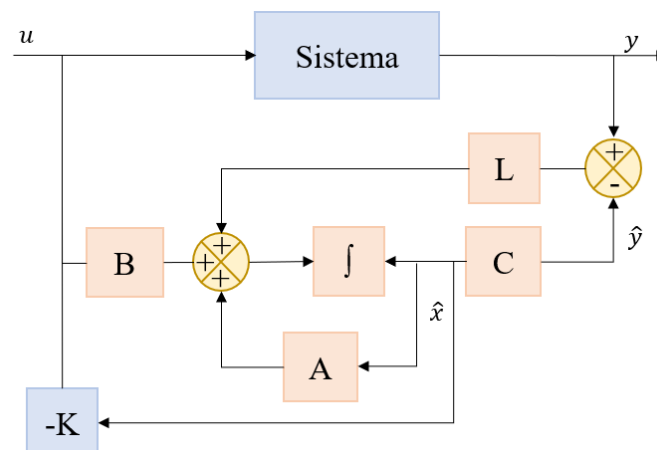 u
Sistema
y
+
-
L
ŷ
B
+
+
+
∫
C
x̂
A
-K